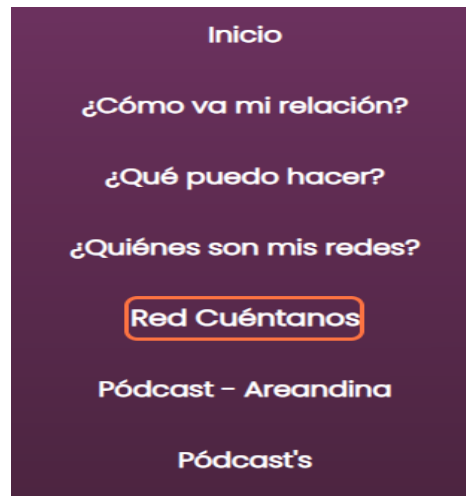 Inicio
¿Cómo va mi relación?
¿Qué puedo hacer?
¿Quiénes son mis redes?
Red Cuéntanos
Pódcast - Areandina
Pódcast's